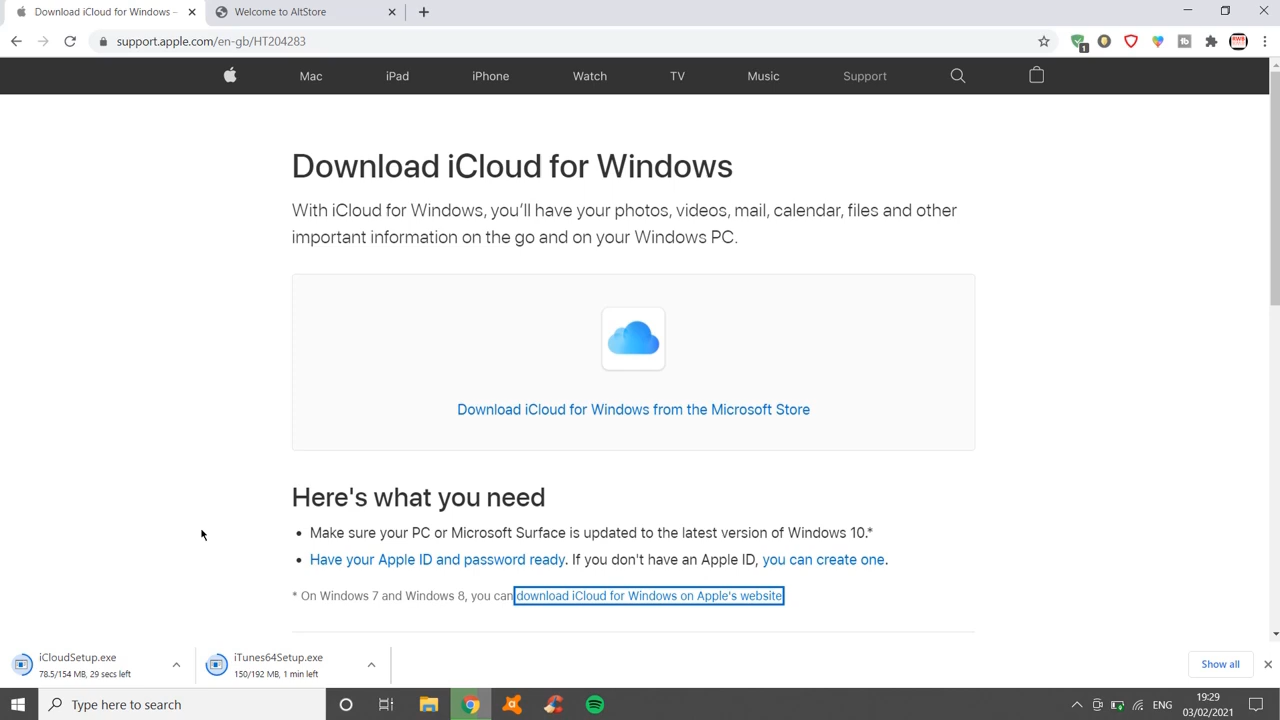 Download iCloud for Windows –
Welcome to AltStore
support.apple.com/en-gb/HT204283
1
tb
Mac
iPad
iPhone
Watch
TV
Music
Support
Download iCloud for Windows
With iCloud for Windows, you’ll have your photos, videos, mail, calendar, files and other
important information on the go and on your Windows PC.
Download iCloud for Windows from the Microsoft Store
Here's what you need
Make sure your PC or Microsoft Surface is updated to the latest version of Windows 10.*
Have your Apple ID and password ready. If you don't have an Apple ID, you can create one.
* On Windows 7 and Windows 8, you can download iCloud for Windows on Apple's website
iCloudSetup.exe
78.5/154 MB, 29 secs left
iTunes64Setup.exe
150/192 MB, 1 min left
Show all
Type here to search
ENG
19:29
03/02/2021